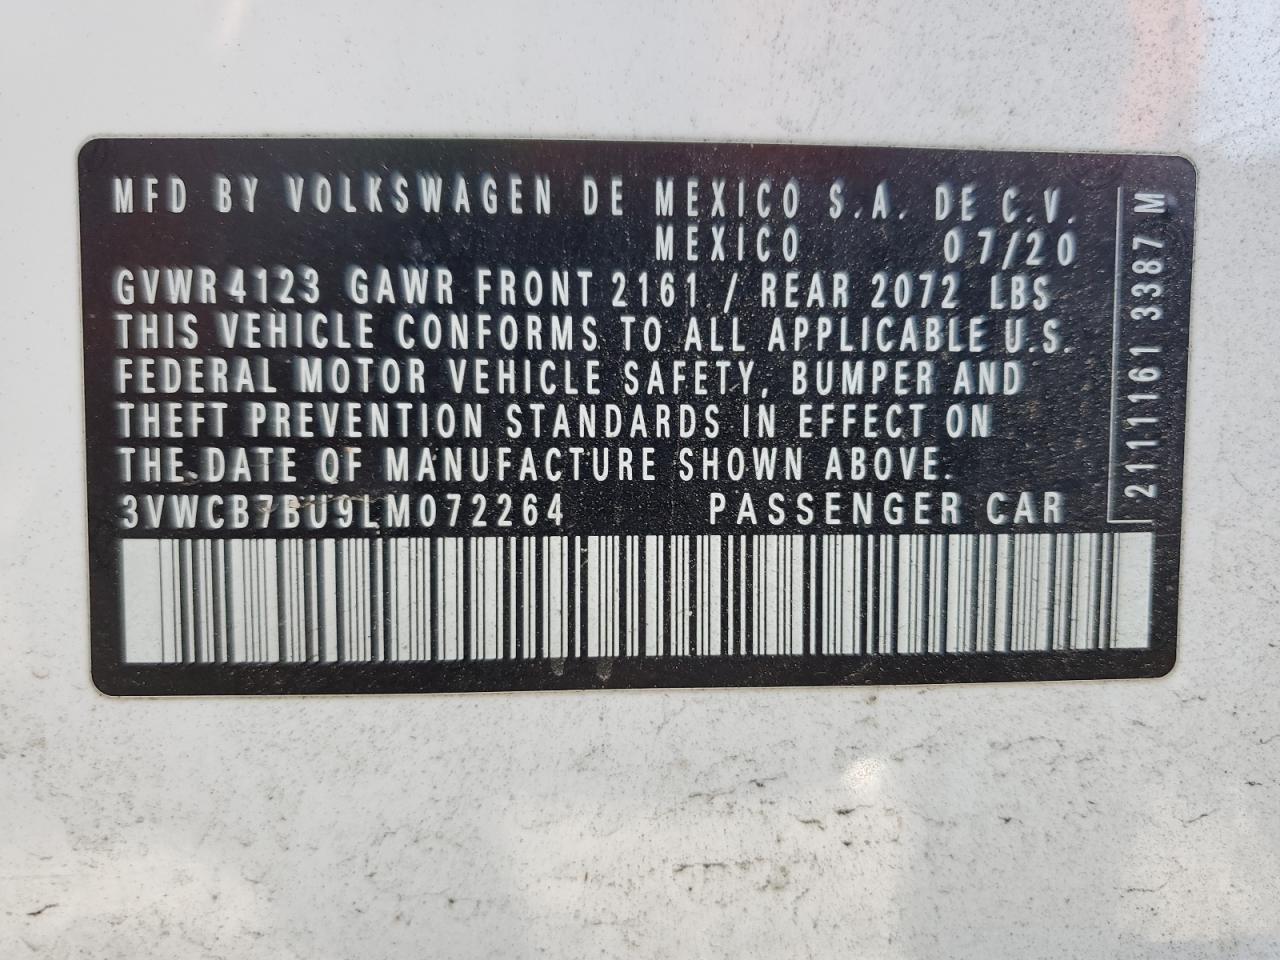 MFD BY VOLKSWAGEN DE MEXICO S.A. DE C.V.
MEXICO 07/20
GVWR 4123 GAWR FRONT 2161 / REAR 2072 LBS
THIS VEHICLE CONFORMS TO ALL APPLICABLE U.S.
FEDERAL MOTOR VEHICLE SAFETY, BUMPER AND
THEFT PREVENTION STANDARDS IN EFFECT ON
THE DATE OF MANUFACTURE SHOWN ABOVE.
3VWCB7BU9LM072264 PASSENGER CAR
2111161 3387 M